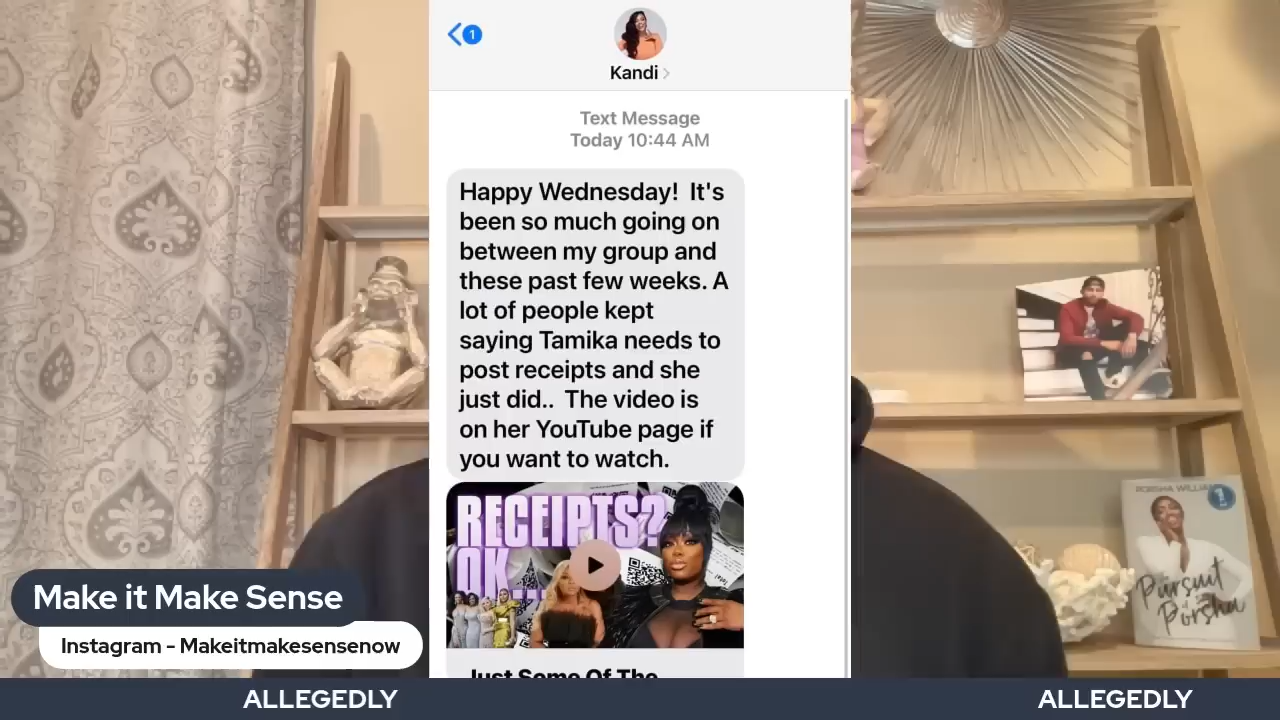 1
Kandi
Text Message
Today 10:44 AM
Happy Wednesday! It's
been so much going on
between my group and
these past few weeks. A
lot of people kept
saying Tamika needs to
post receipts and she
just did.. The video is
on her YouTube page if
you want to watch.
RECEIPTS?
OK...
Just Some Of The
PORSHA WILLIAMS
Pursuit
Porsha
Make it Make Sense
Instagram - Makeitmakesensenow
ALLEGEDLY
ALLEGEDLY